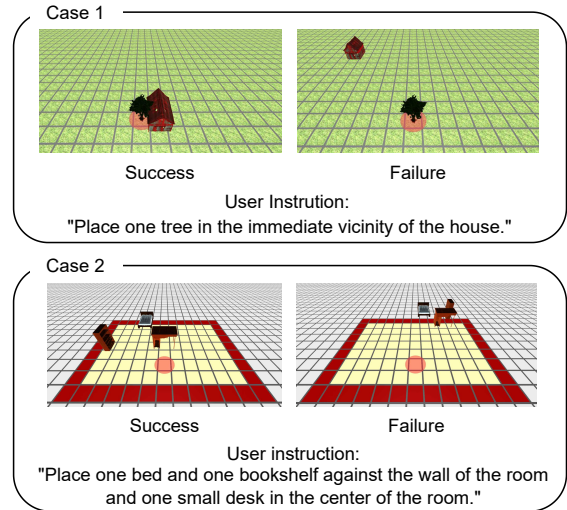 Case 1
Success
Failure
User Instrution:
"Place one tree in the immediate vicinity of the house."
Case 2
Success
Failure
User instruction:
"Place one bed and one bookshelf against the wall of the room
and one small desk in the center of the room."